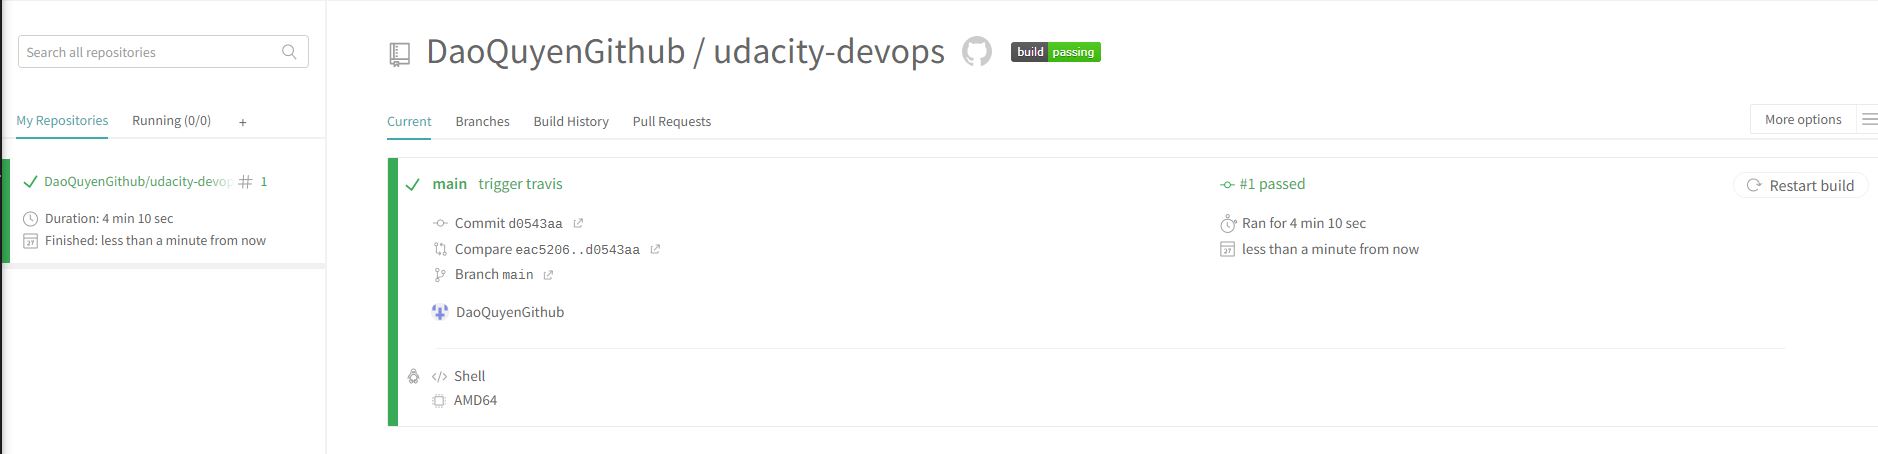 Search all repositories
My Repositories
Running (0/0)
+
DaoQuyenGithub/udacity-devop
# 1
Duration: 4 min 10 sec
27
Finished: less than a minute from now
DaoQuyenGithub / udacity-devops
build passing
Current
Branches
Build History
Pull Requests
More options
main trigger travis
Commit d0543aa
Compare eac5206..d0543aa
Branch main
DaoQuyenGithub
#1 passed
Ran for 4 min 10 sec
27
less than a minute from now
Restart build
</> Shell
AMD64